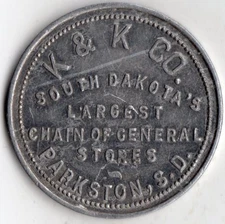 K & K CO.
SOUTH DAKOTA'S
LARGEST
CHAIN OF GENERAL
STORES
PARKSTON, S.D.